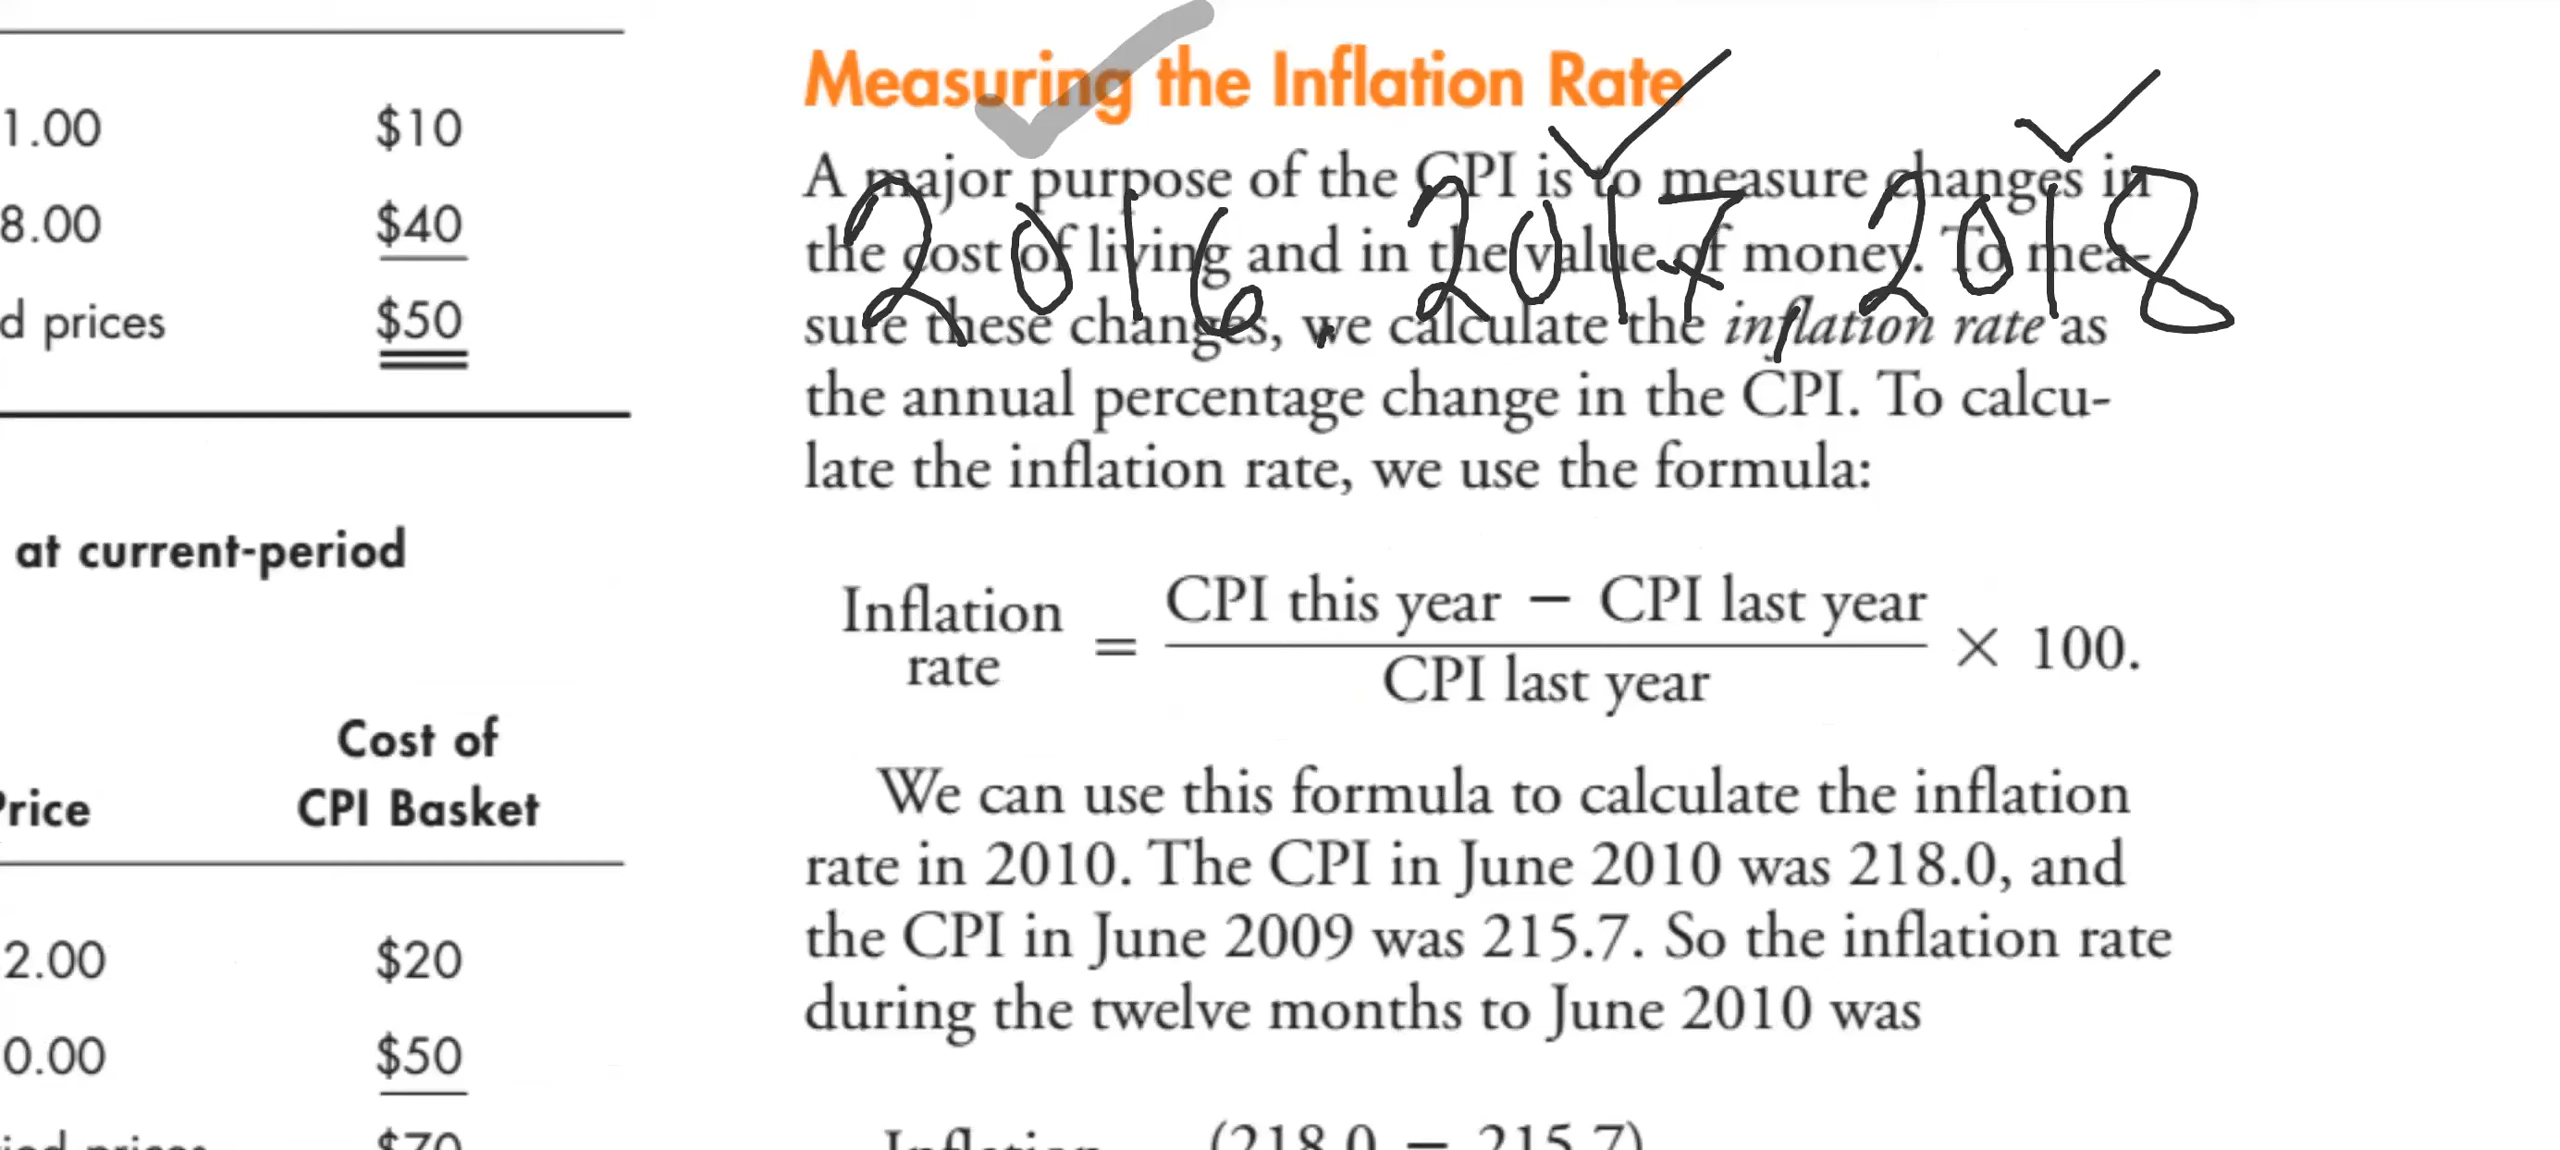 1.00 $10
8.00 $40
d prices $50
at current-period
Price Cost of
CPI Basket
2.00 $20
0.00 $50
$70
Measuring the Inflation Rate
A major purpose of the CPI is to measure changes in
the cost of living and in the value of money. To mea-
sure these changes, we calculate the inflation rate as
the annual percentage change in the CPI. To calcu-
late the inflation rate, we use the formula:
2016, 2017, 2018
Inflation rate = CPI this year − CPI last year / CPI last year × 100.
We can use this formula to calculate the inflation
rate in 2010. The CPI in June 2010 was 218.0, and
the CPI in June 2009 was 215.7. So the inflation rate
during the twelve months to June 2010 was
Inflation (218.0 − 215.7)